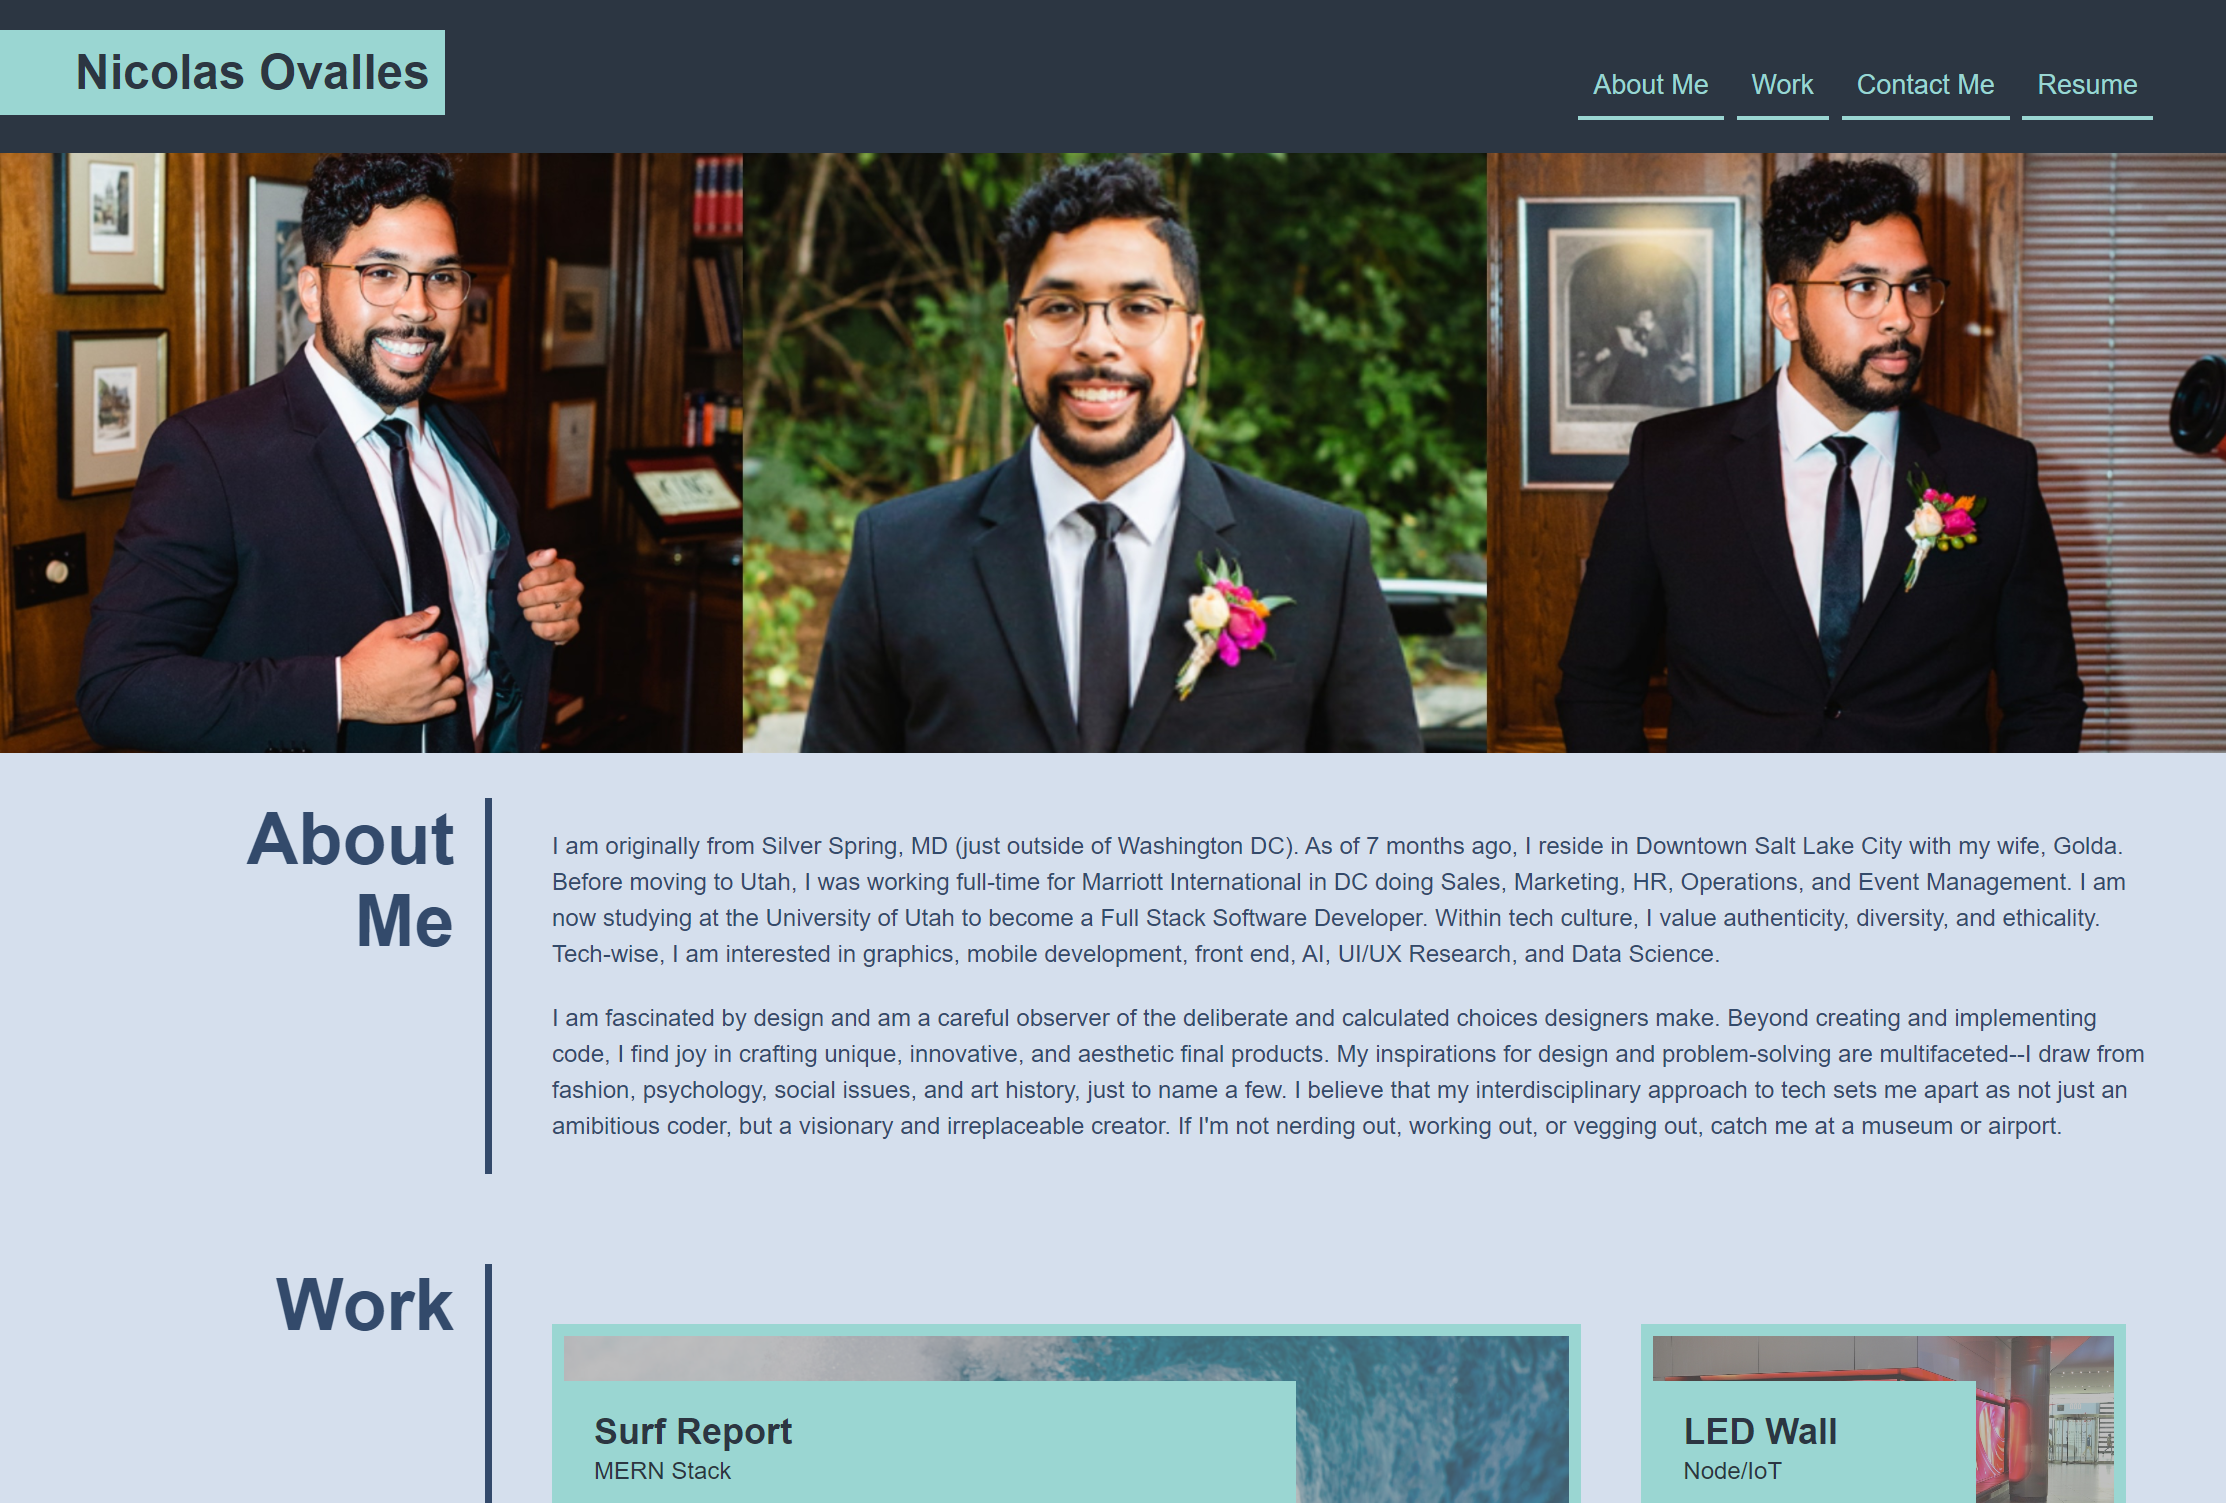 Nicolas Ovalles
About Me
Work
Contact Me
Resume
About
Me
I am originally from Silver Spring, MD (just outside of Washington DC). As of 7 months ago, I reside in Downtown Salt Lake City with my wife, Golda.
Before moving to Utah, I was working full-time for Marriott International in DC doing Sales, Marketing, HR, Operations, and Event Management. I am
now studying at the University of Utah to become a Full Stack Software Developer. Within tech culture, I value authenticity, diversity, and ethicality.
Tech-wise, I am interested in graphics, mobile development, front end, AI, UI/UX Research, and Data Science.
I am fascinated by design and am a careful observer of the deliberate and calculated choices designers make. Beyond creating and implementing
code, I find joy in crafting unique, innovative, and aesthetic final products. My inspirations for design and problem-solving are multifaceted--I draw from
fashion, psychology, social issues, and art history, just to name a few. I believe that my interdisciplinary approach to tech sets me apart as not just an
amibitious coder, but a visionary and irreplaceable creator. If I'm not nerding out, working out, or vegging out, catch me at a museum or airport.
Work
Surf Report
MERN Stack
LED Wall
Node/IoT